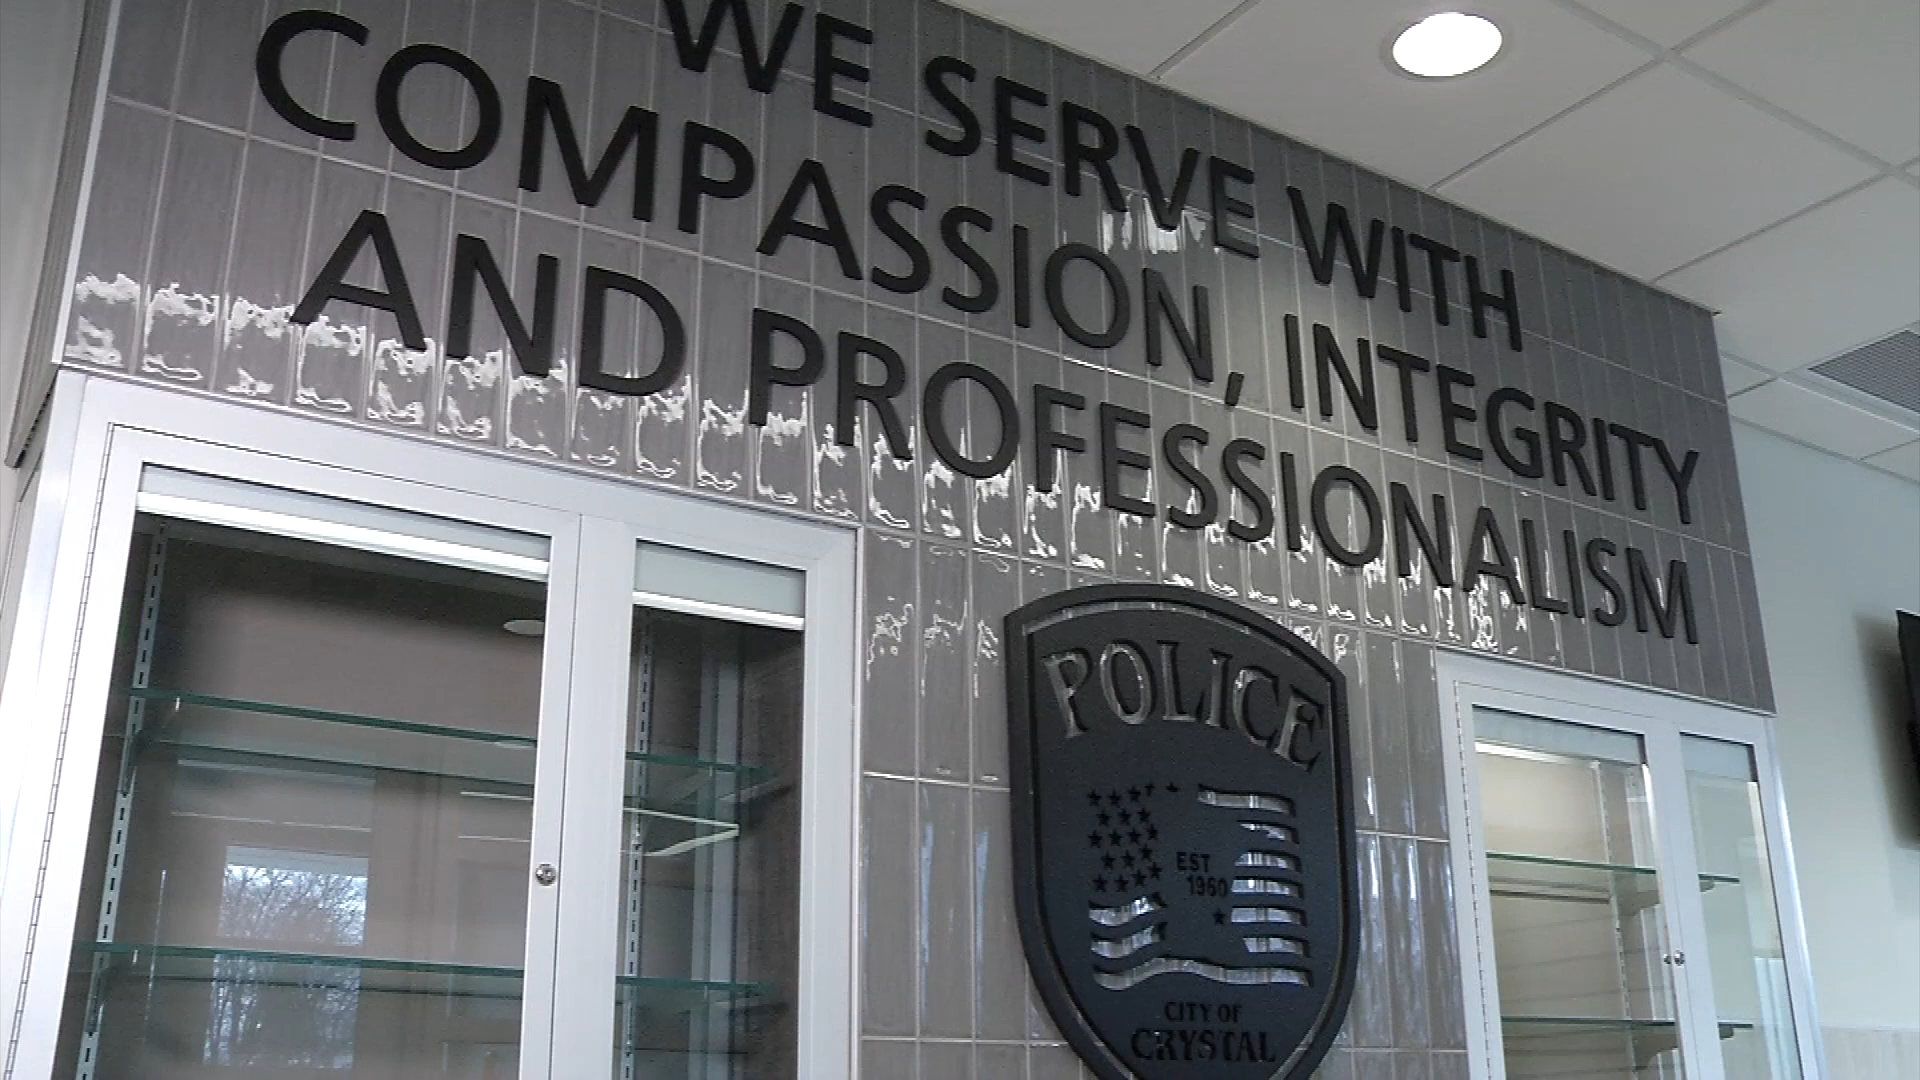 WE SERVE WITH
COMPASSION, INTEGRITY
AND PROFESSIONALISM
POLICE
EST
1960
CITY OF
CRYSTAL